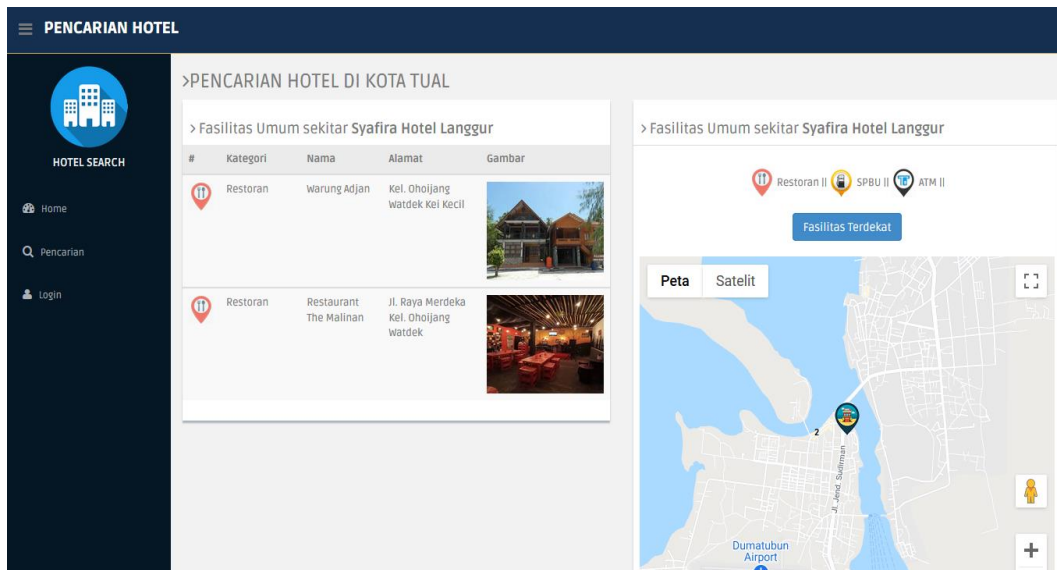 PENCARIAN HOTEL
HOTEL SEARCH
Home
Pencarian
Login
>PENCARIAN HOTEL DI KOTA TUAL
> Fasilitas Umum sekitar Syafira Hotel Langgur
# Kategori Nama Alamat Gambar
Restoran Warung Adjan Kel. Ohoijang
Watdek Kei Kecil
Restoran Restaurant Jl. Raya Merdeka
The Malinan Kel. Ohoijang
Watdek
> Fasilitas Umum sekitar Syafira Hotel Langgur
Restoran || SPBU || ATM ||
Fasilitas Terdekat
Peta Satelit
2
Jl. Jend. Sudirman
Dumatubun
Airport
+